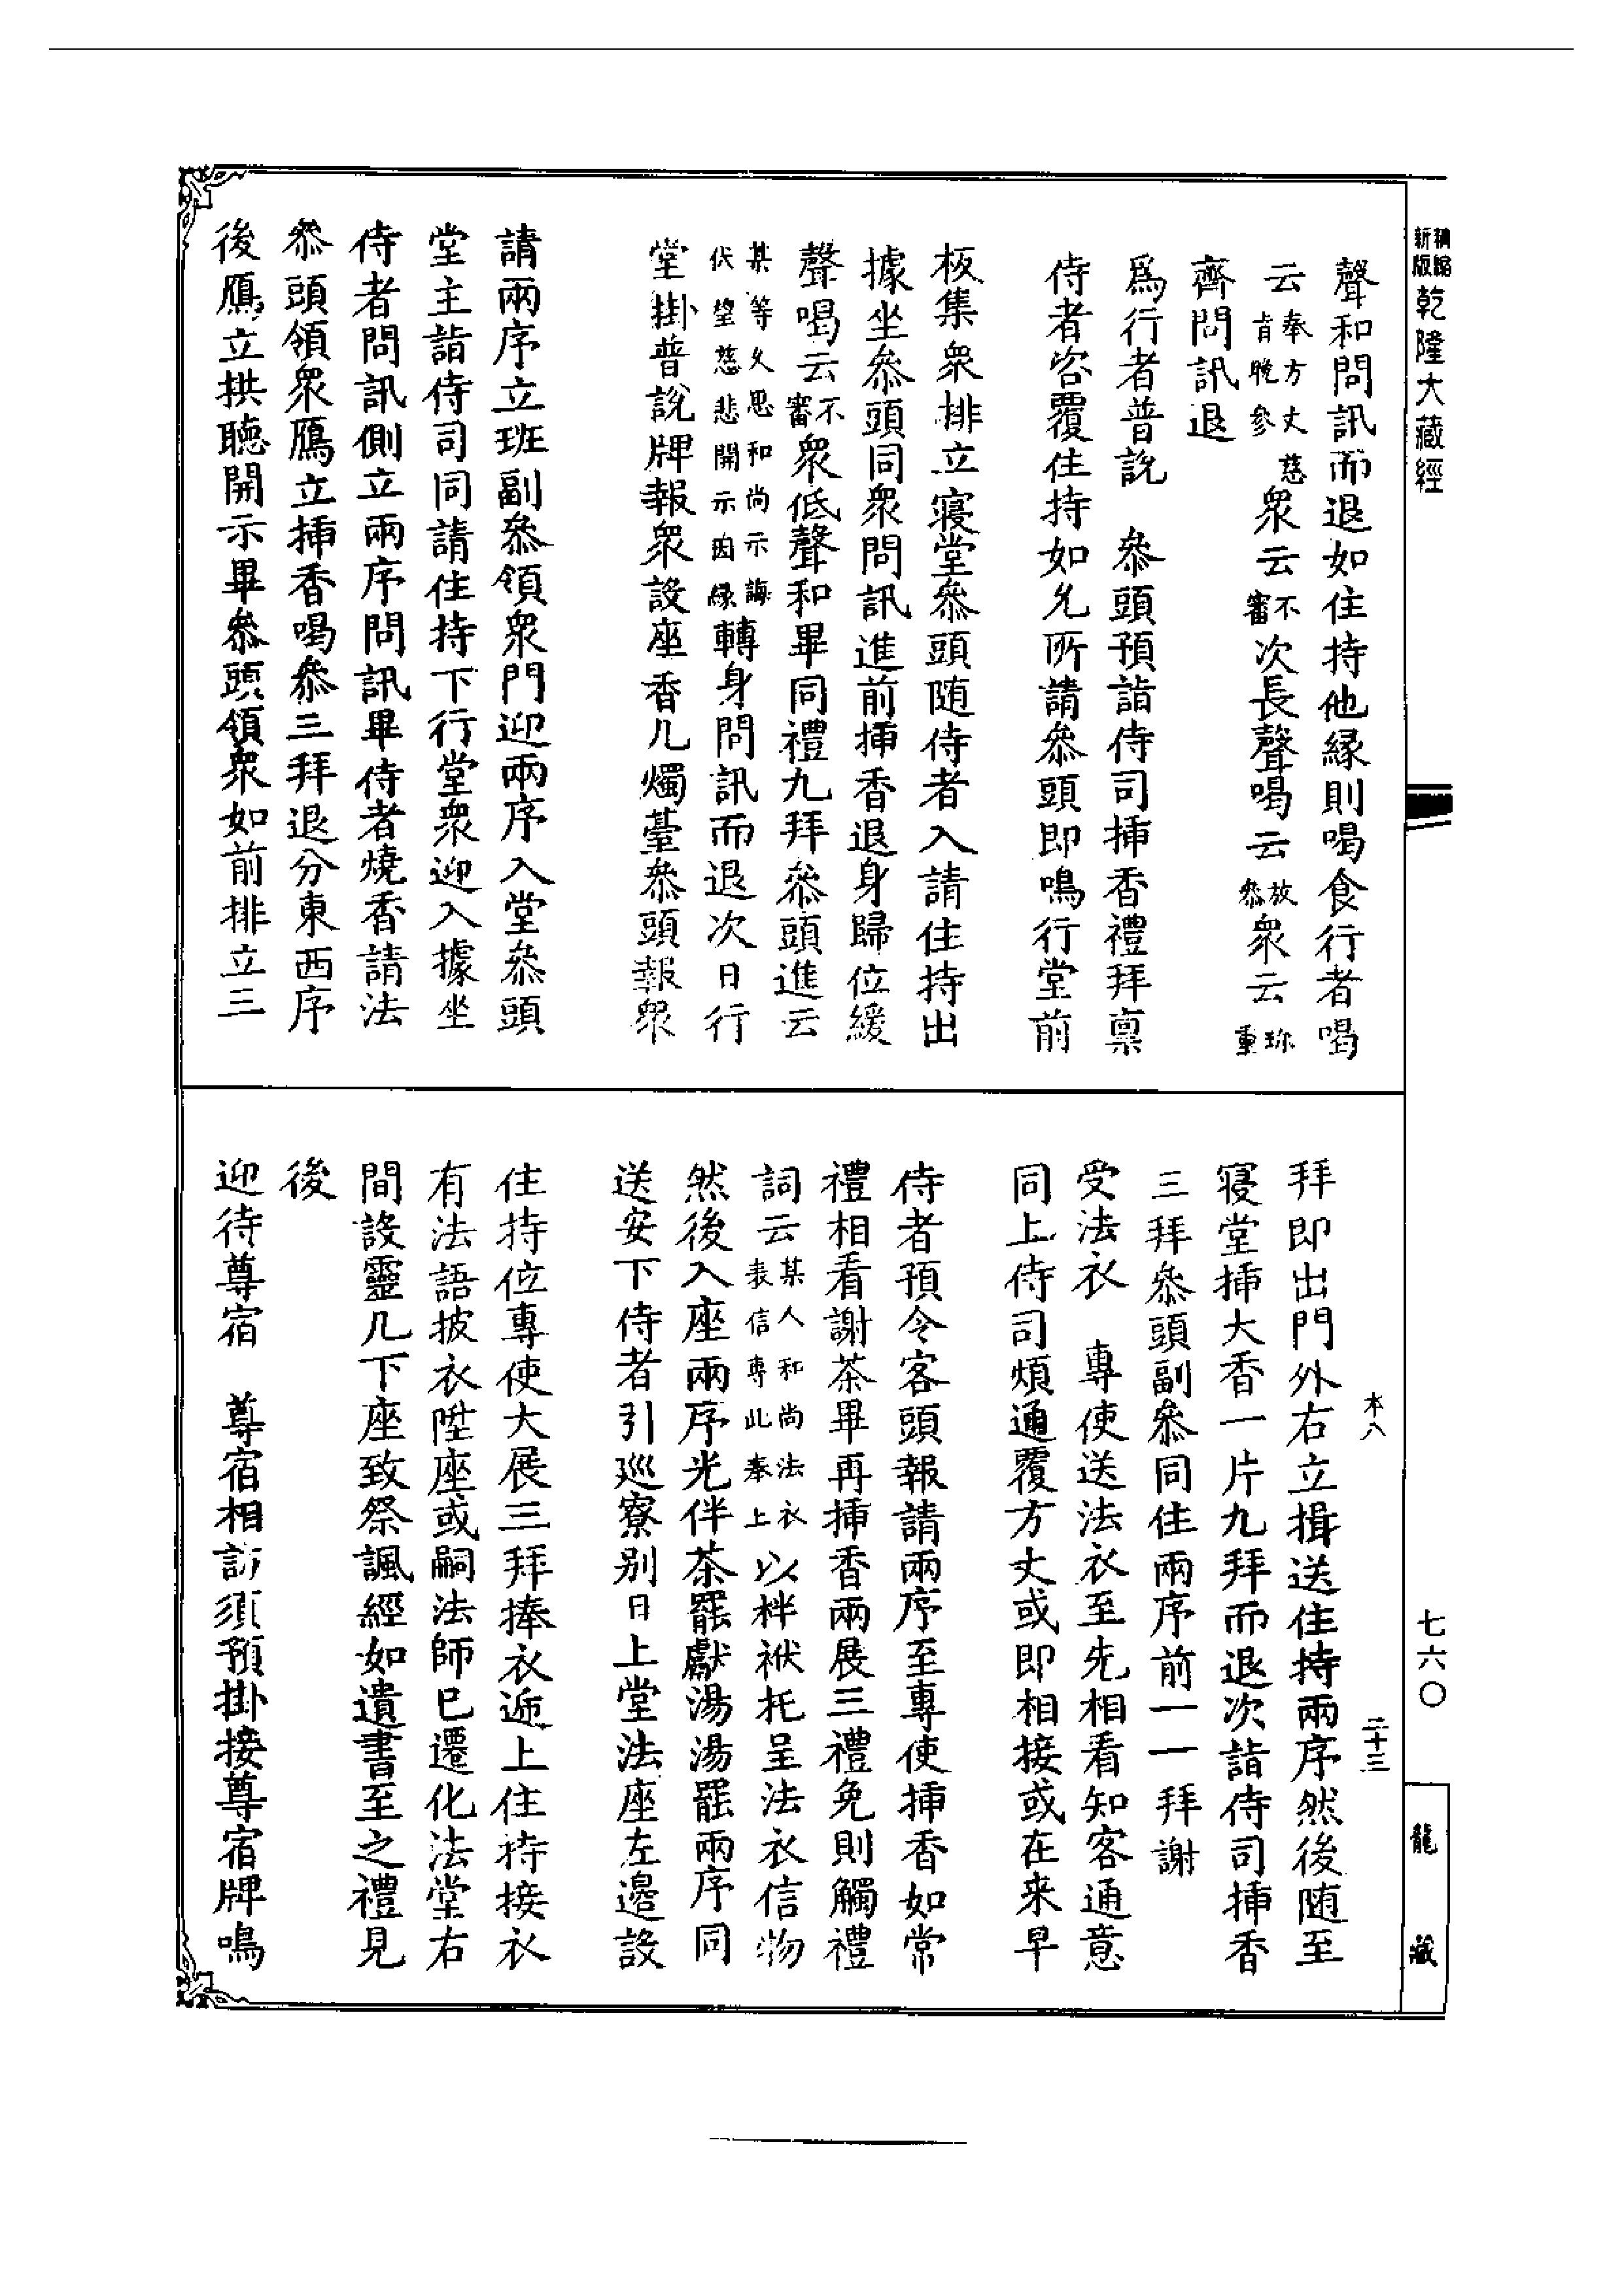 精縮新版乾隆大藏經
聲和問訊而退如住持他緣則喝食行者喝
云奉方丈慈肯晚參眾云不審次長聲喝云放參眾云珎重
齊問訊退
爲行者普說 叅頭預詣侍司揷香禮拜禀
侍者容覆住持如允所請叅頭即鳴行堂前
板集衆排立寢堂叅頭随侍者入請住持出
據坐叅頭同衆問訊進前揷香退身歸位緩
聲喝云不審衆低聲和畢同禮九拜叅頭進云
某等久思和尚示誨伏望慈悲開示因緣轉身問訊而退次日行
堂掛普說牌報衆設座香几燭臺叅頭報衆
請兩序立班副叅領衆門迎兩序入堂叅頭
堂主詣侍司同請住持下行堂衆迎入據坐
侍者問訊側立兩序問訊畢侍者燒香請法
叅頭領衆鴈立揷香喝叅三拜退分東西序
後鴈立拱聽開示畢叅頭領衆如前排立三
本八
二十三
拜即出門外右立揖送住持兩序然後随至
寢堂揷大香一片九拜而退次詣侍司揷香
三拜叅頭副叅同住兩序前一一拜謝
受法衣 專使送法衣至先相看知客通意
同上侍司煩通覆方丈或即相接或在来早
侍者預令客頭報請兩序至專使揷香如常
禮相看謝茶畢再揷香兩展三禮免則觸禮
詞云某人和尚法衣表信專此奉上以柈袱托呈法衣信物
然後入座兩序光伴茶罷獻湯湯罷兩序同
送安下侍者引巡寮別日上堂法座左邊設
住持位專使大展三拜捧衣逓上住持接衣
有法語披衣陞座或嗣法師已遷化法堂右
間設靈几下座致祭諷經如遺書至之禮見
後
迎待尊宿 尊宿相訪須預掛接尊宿牌鳴
七六〇
龍藏